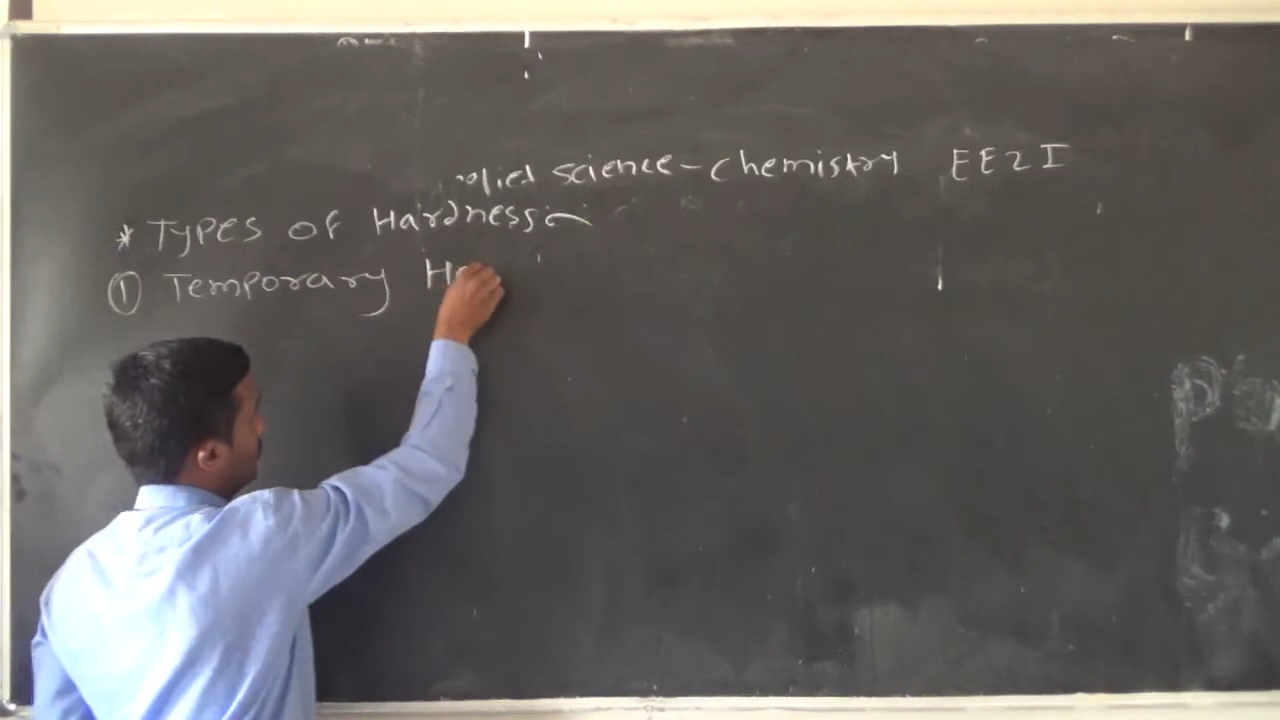 science - chemistry EE2I
* Types of Hardness
① Temporary